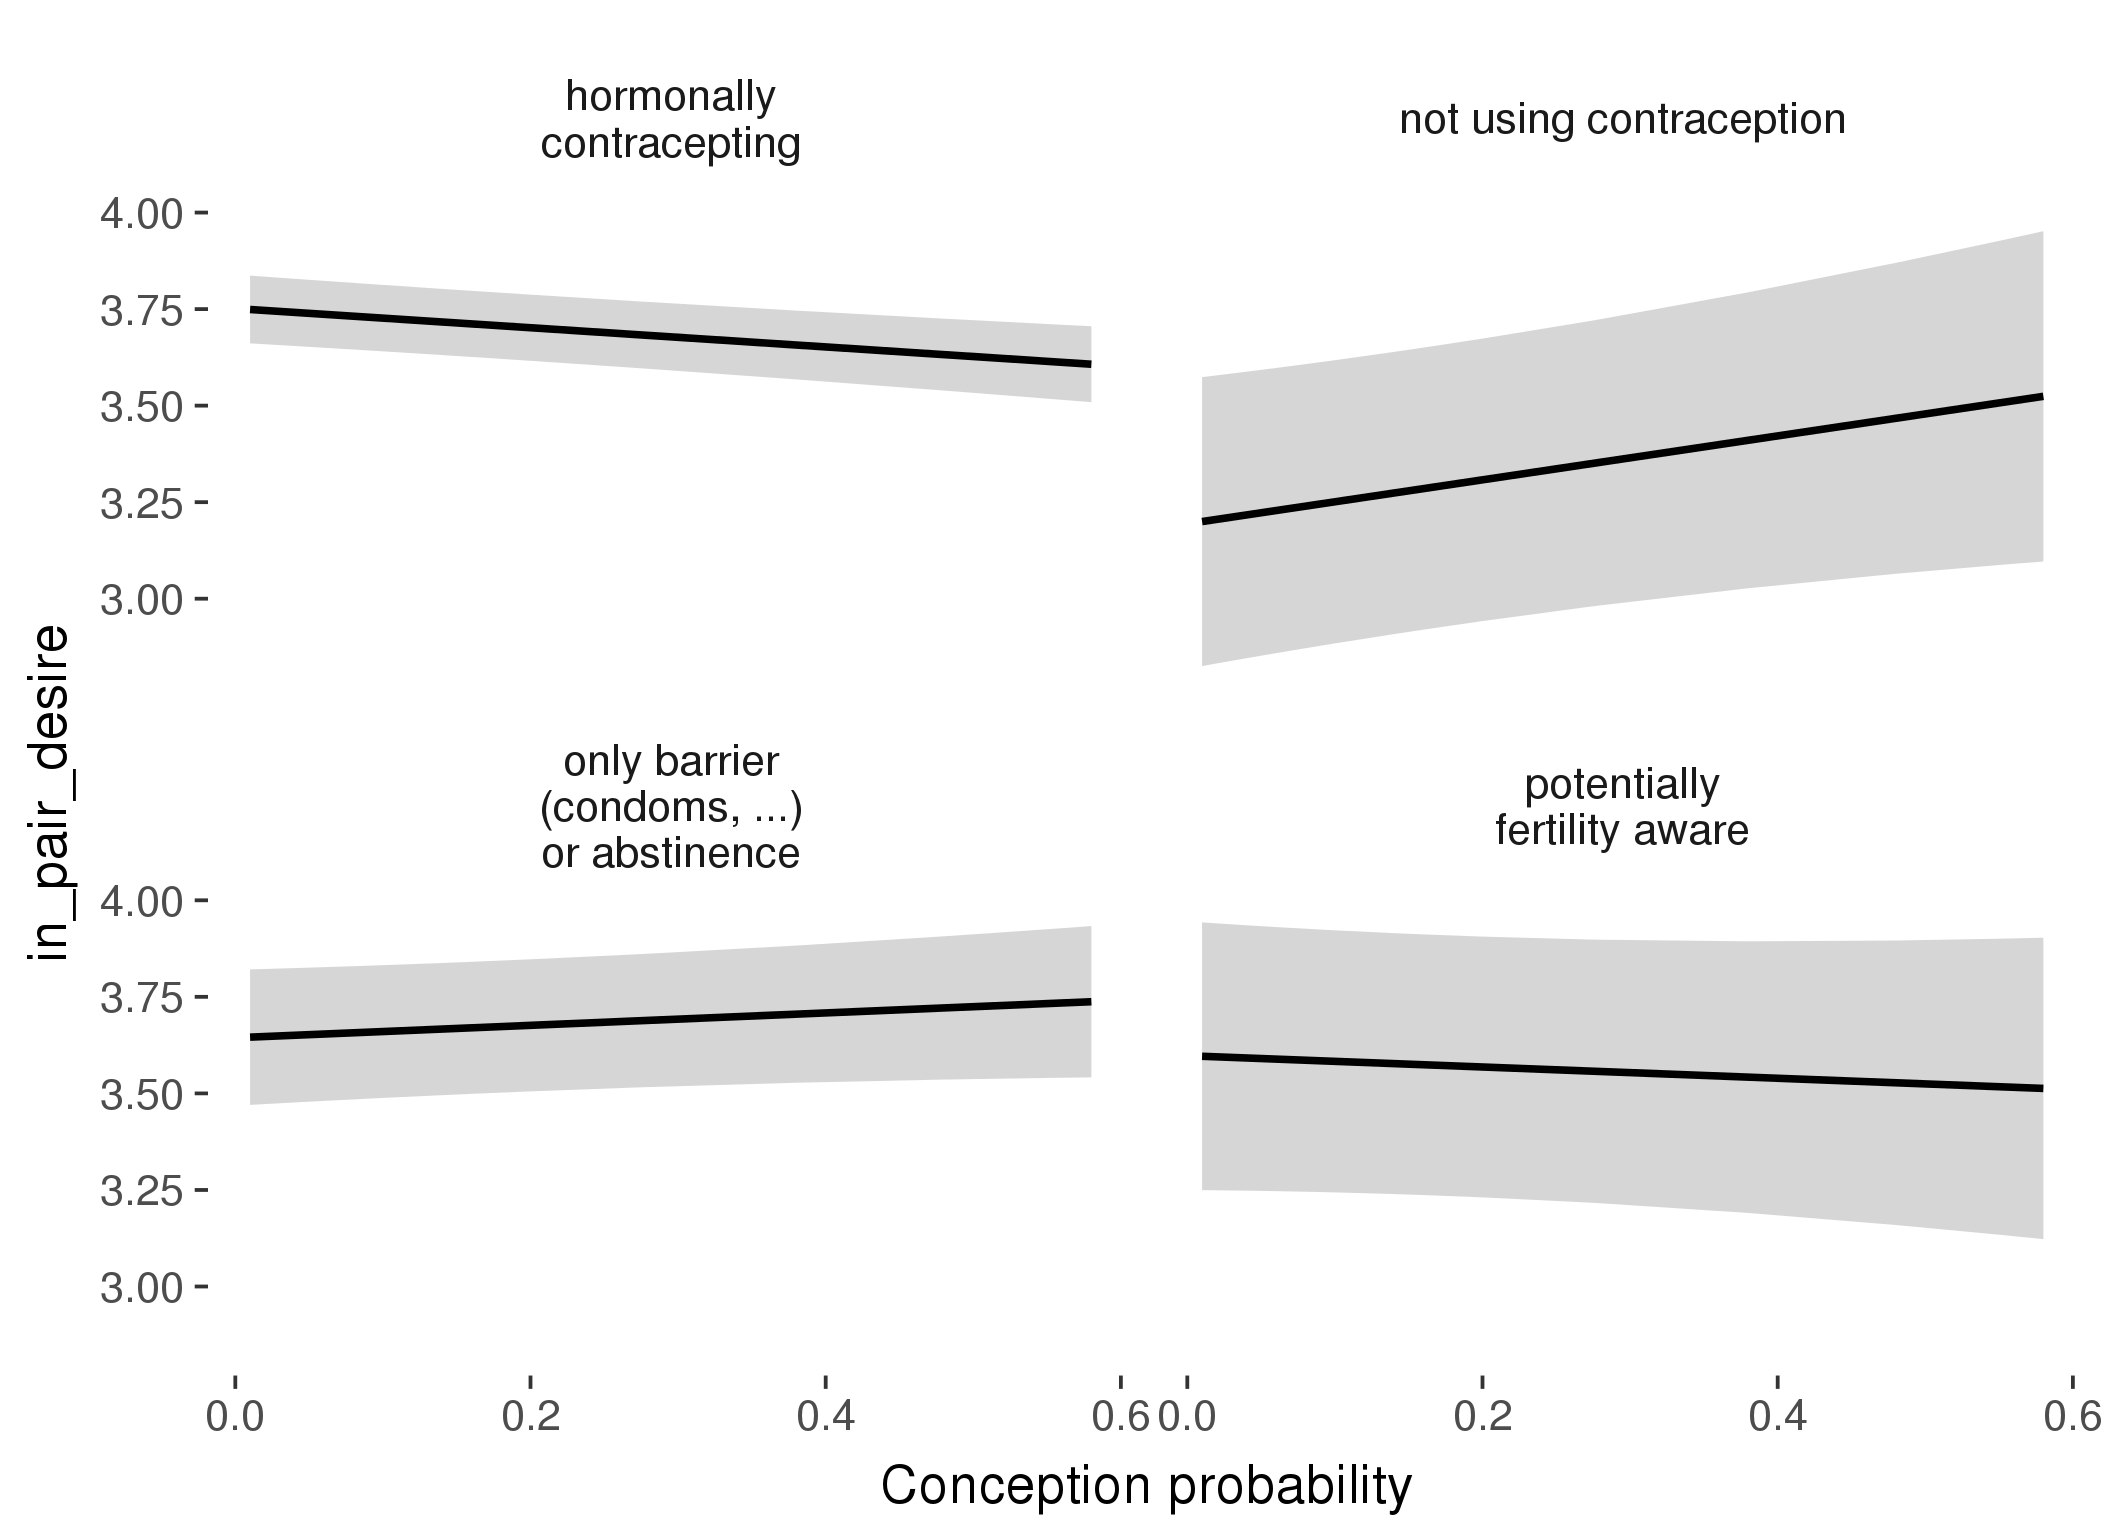 hormonally
contracepting
not using contraception
4.00
3.75
3.50
3.25
3.00
in_pair_desire
only barrier
(condoms, ...)
or abstinence
potentially
fertility aware
4.00
3.75
3.50
3.25
3.00
0.0 0.2 0.4 0.6 0.0 0.2 0.4 0.6
Conception probability